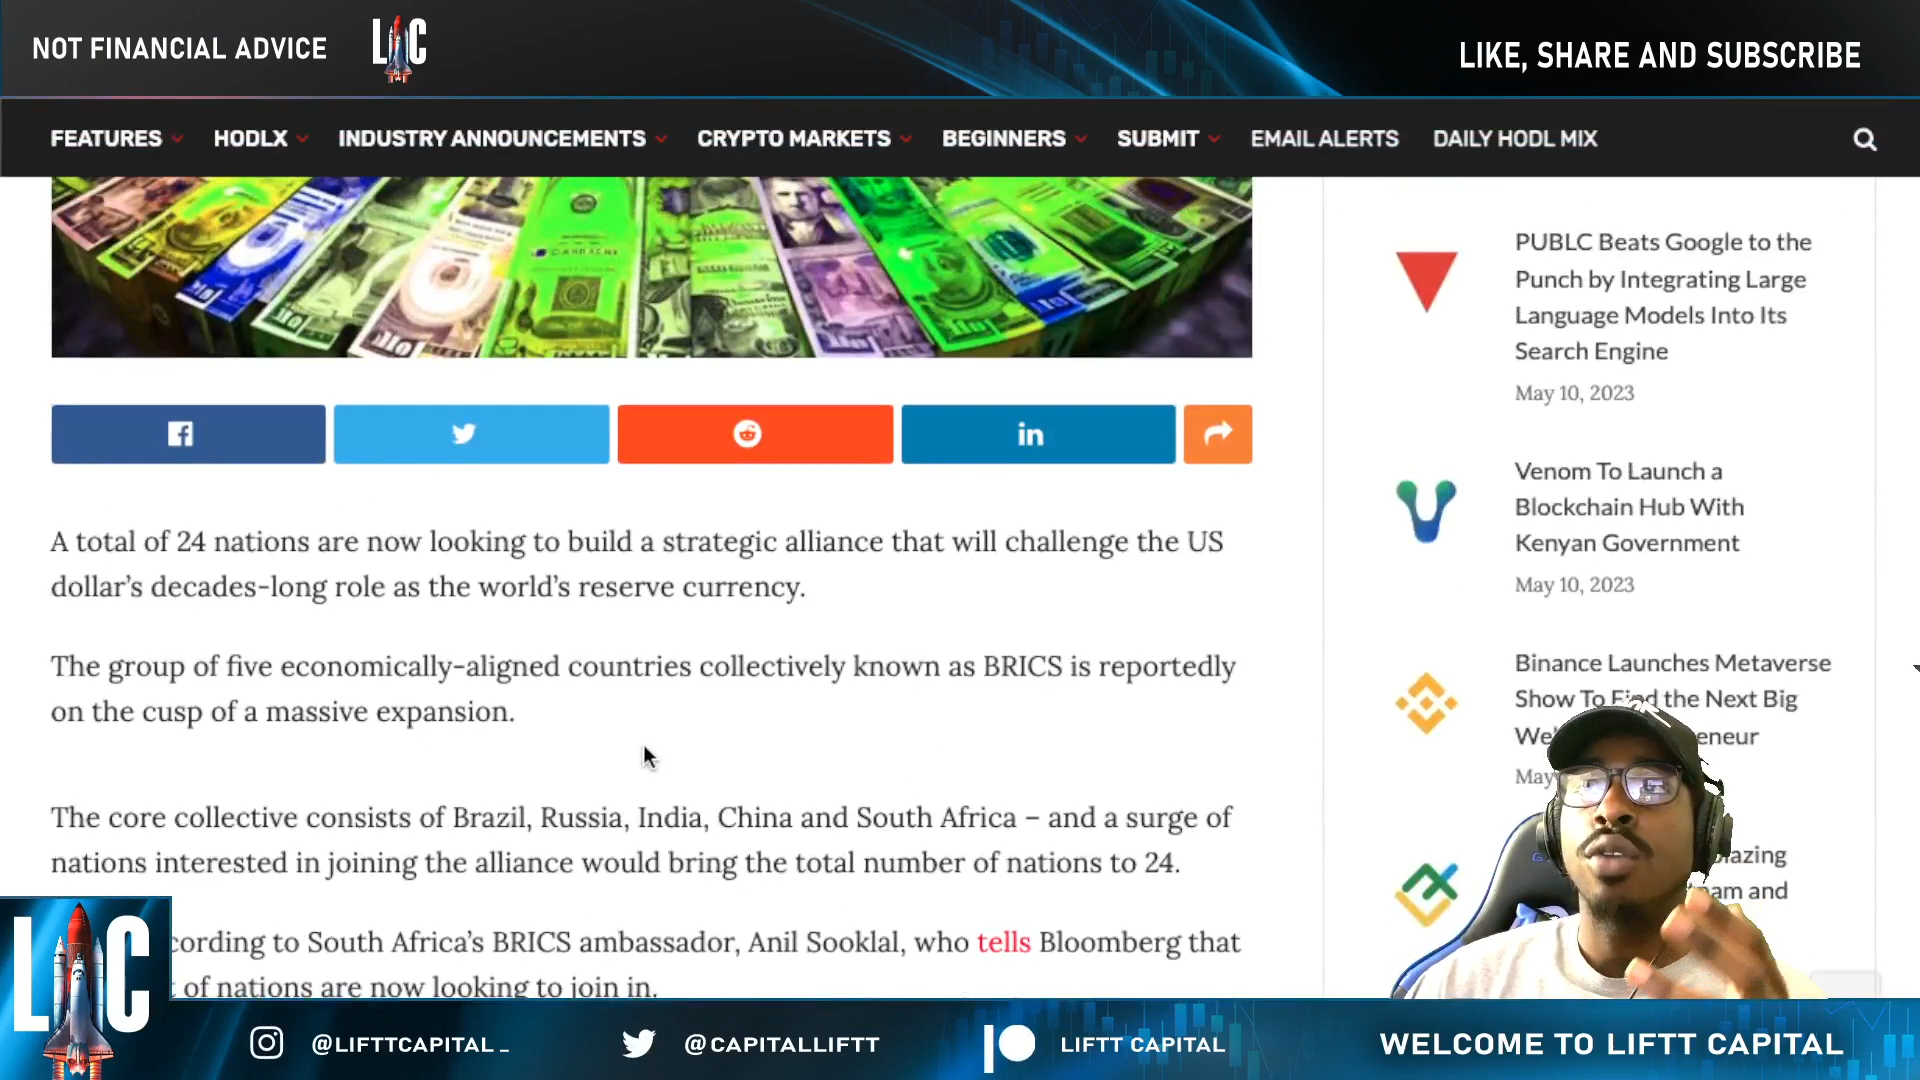 NOT FINANCIAL ADVICE
LC
LIKE, SHARE AND SUBSCRIBE
FEATURES HODLX INDUSTRY ANNOUNCEMENTS CRYPTO MARKETS BEGINNERS SUBMIT EMAIL ALERTS DAILY HODL MIX
A total of 24 nations are now looking to build a strategic alliance that will challenge the US
dollar's decades-long role as the world's reserve currency.
The group of five economically-aligned countries collectively known as BRICS is reportedly
on the cusp of a massive expansion.
The core collective consists of Brazil, Russia, India, China and South Africa – and a surge of
nations interested in joining the alliance would bring the total number of nations to 24.
cording to South Africa's BRICS ambassador, Anil Sooklal, who tells Bloomberg that
of nations are now looking to join in.
PUBLC Beats Google to the
Punch by Integrating Large
Language Models Into Its
Search Engine
May 10, 2023
Venom To Launch a
Blockchain Hub With
Kenyan Government
May 10, 2023
Binance Launches Metaverse
Show To Find the Next Big
We eneur
May
lazing
am and
LC
@LIFTTCAPITAL_
@CAPITALLIFTT
LIFTT CAPITAL
WELCOME TO LIFTT CAPITAL